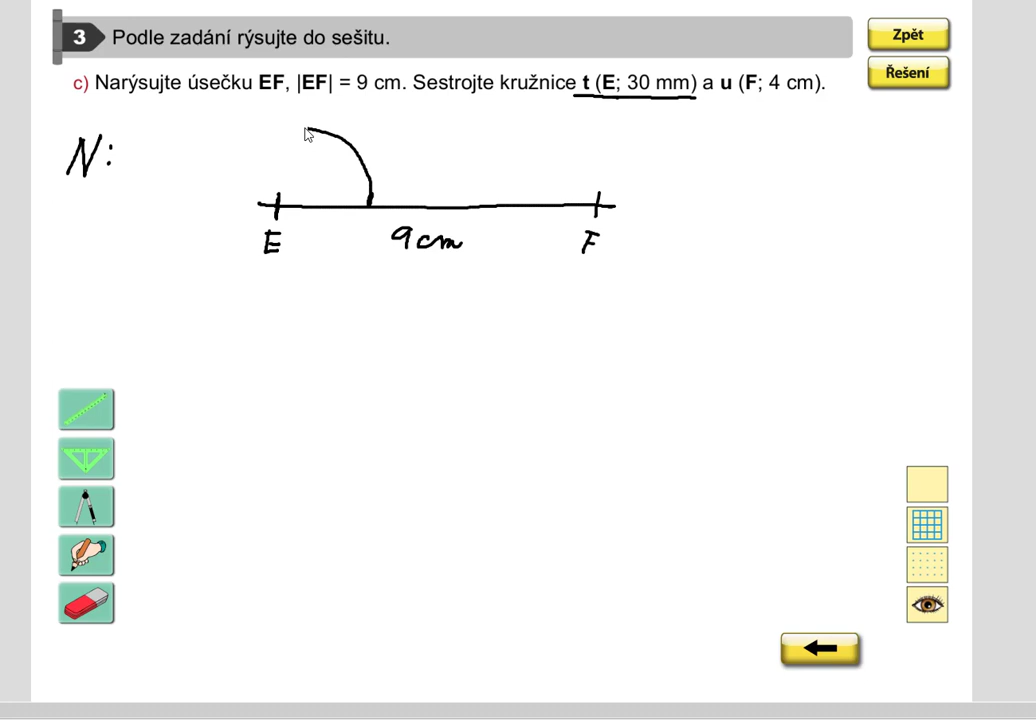 3 Podle zadání rýsujte do sešitu.
Zpět
Řešení
c) Narýsujte úsečku EF, |EF| = 9 cm. Sestrojte kružnice t (E; 30 mm) a u (F; 4 cm).
N:
E 9cm F